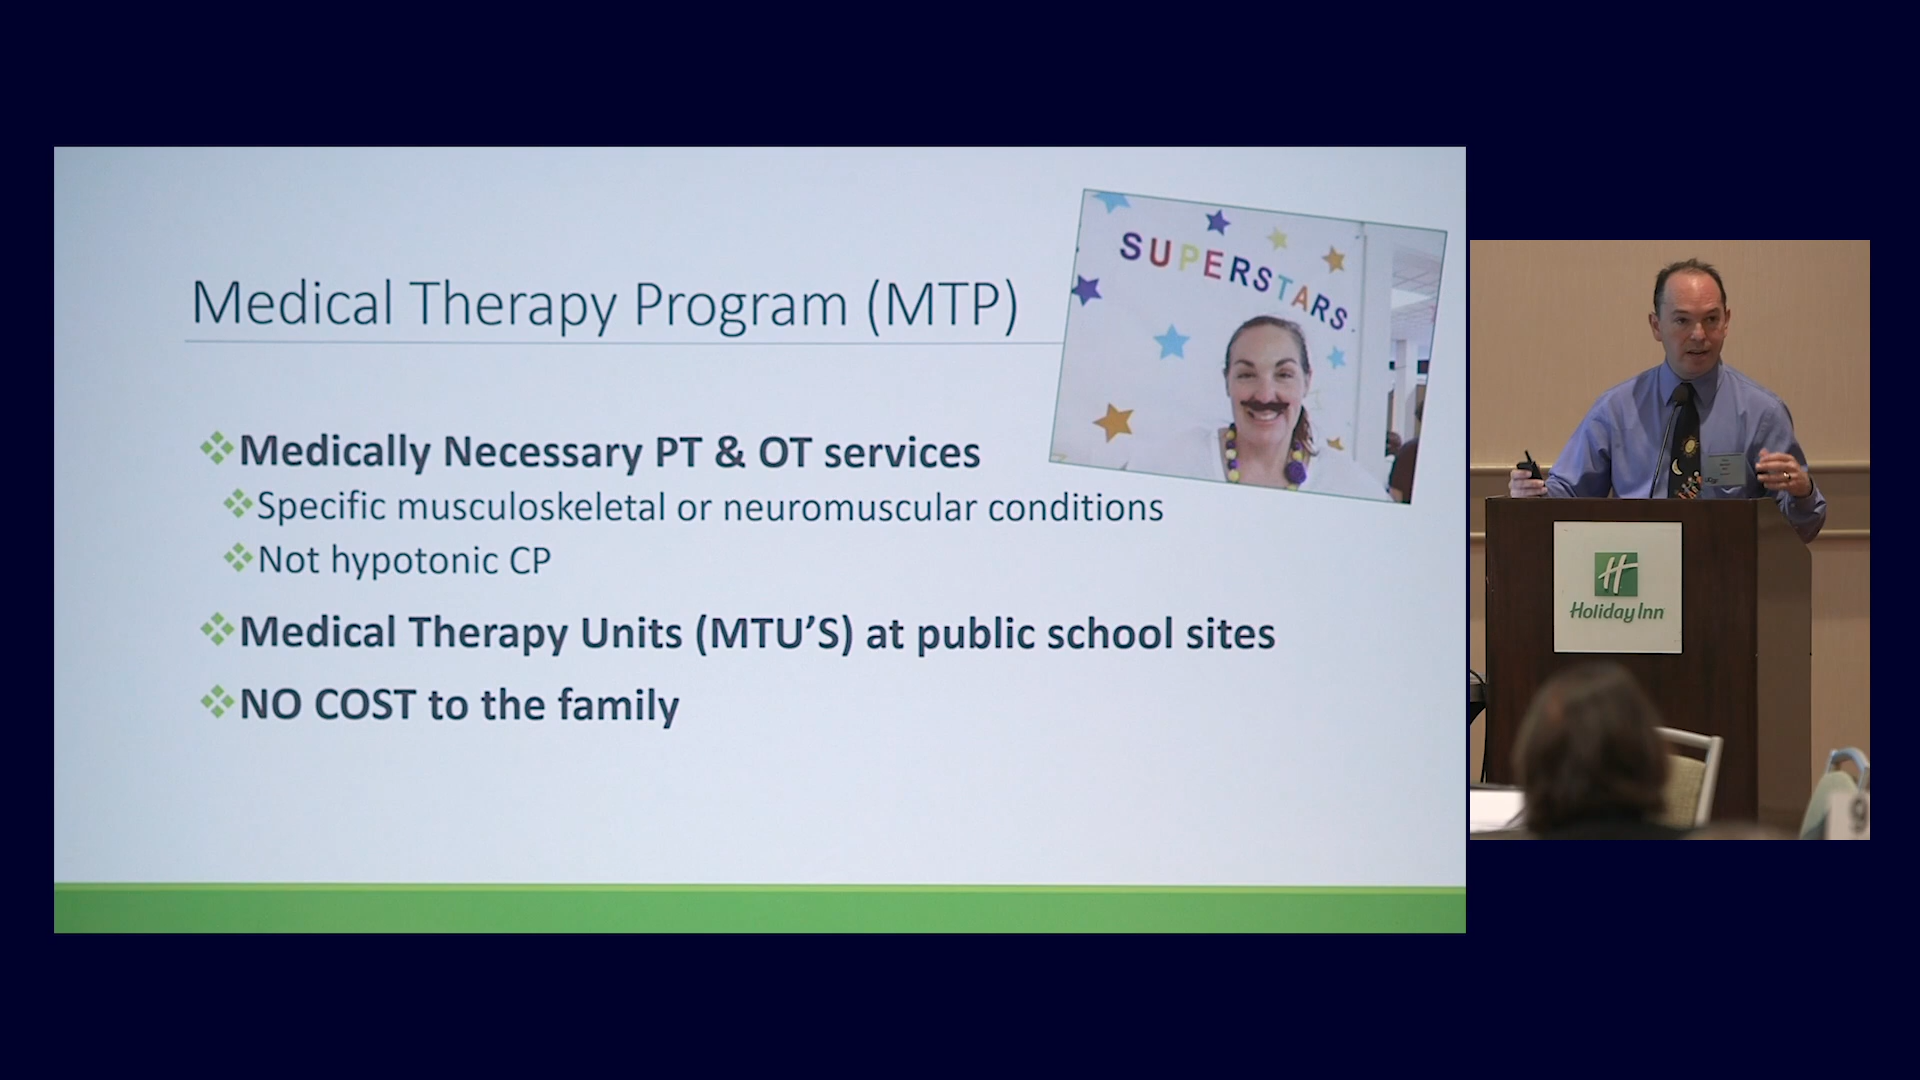 Medical Therapy Program (MTP)
SUPERSTARS
Medically Necessary PT & OT services
Specific musculoskeletal or neuromuscular conditions
Not hypotonic CP
Medical Therapy Units (MTU'S) at public school sites
NO COST to the family
H
Holiday Inn
9